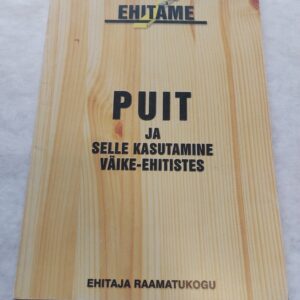 EHITAME
PUIT
JA
SELLE KASUTAMINE
VÄIKE-EHITISTES
EHITAJA RAAMATUKOGU